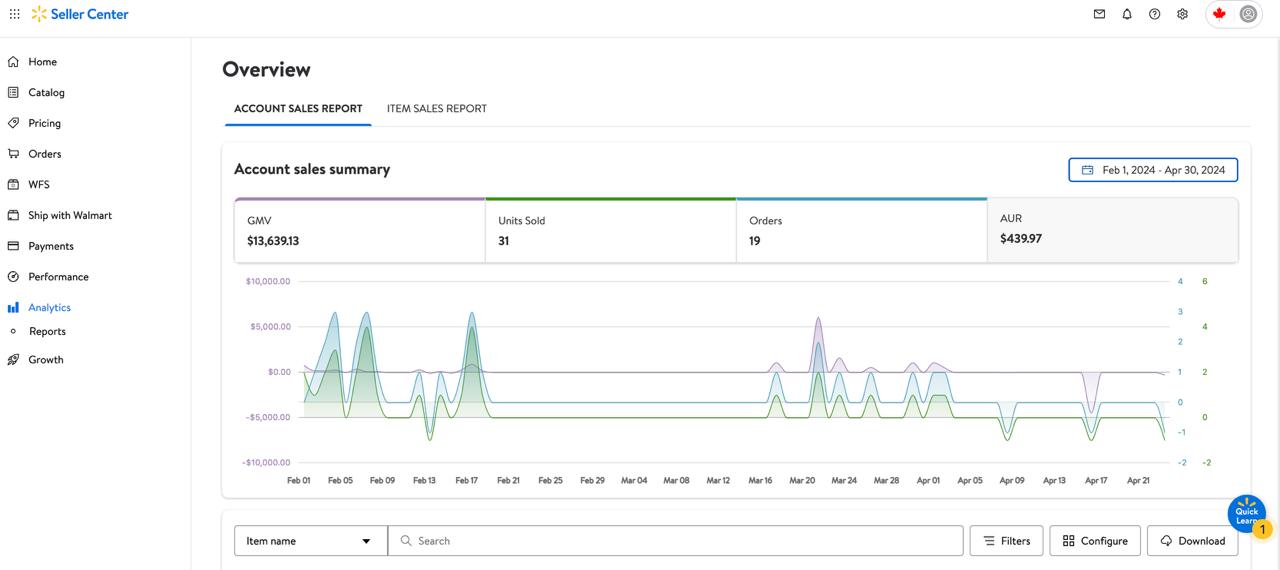 Seller Center
Home
Catalog
Pricing
Orders
WFS
Ship with Walmart
Payments
Performance
Analytics
Reports
Growth
Overview
ACCOUNT SALES REPORT ITEM SALES REPORT
Account sales summary
Feb 1, 2024 - Apr 30, 2024
GMV
$13,639.13
Units Sold
31
Orders
19
AUR
$439.97
$10,000.00 4 6
3
$5,000.00 4
2
$0.00 1 2
0
-$5,000.00 0
-1
-$10,000.00 -2 -2
Feb 01 Feb 05 Feb 09 Feb 13 Feb 17 Feb 21 Feb 25 Feb 29 Mar 04 Mar 08 Mar 12 Mar 16 Mar 20 Mar 24 Mar 28 Apr 01 Apr 05 Apr 09 Apr 13 Apr 17 Apr 21
Quick
Learn
1
Item name Search Filters Configure Download